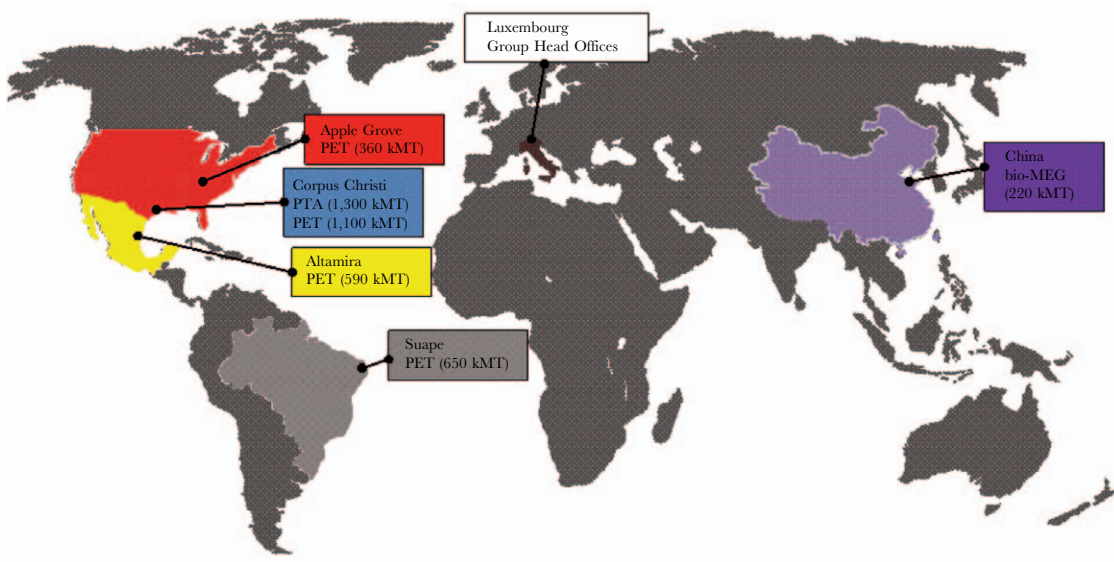 Luxembourg
Group Head Offices
Apple Grove
PET (360 kMT)
Corpus Christi
PTA (1,300 kMT)
PET (1,100 kMT)
Altamira
PET (590 kMT)
Suape
PET (650 kMT)
China
bio-MEG
(220 kMT)